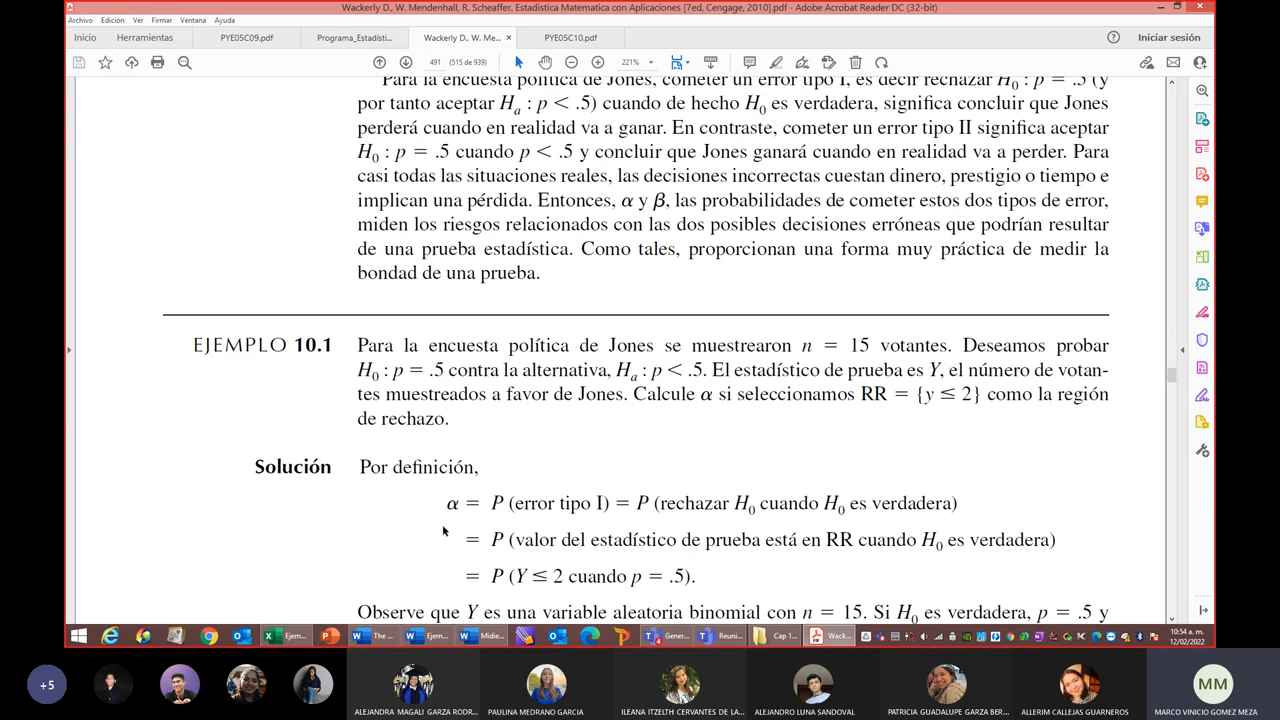 Wackerly D., W. Mendenhall, R. Scheaffer. Estadística Matematica con Aplicaciones [7ed, Cengage, 2010].pdf - Adobe Acrobat Reader DC (32-bit)
Archivo Edición Ver Firmar Ventana Ayuda
Inicio Herramientas PYE05C09.pdf Programa_Estadísti... Wackerly D., W. Me... × PYE05C10.pdf Iniciar sesión
491 (515 de 939) 221%
Para la encuesta política de Jones, cometer un error tipo I, es decir rechazar H0 : p = .5 (y
por tanto aceptar Ha : p < .5) cuando de hecho H0 es verdadera, significa concluir que Jones
perderá cuando en realidad va a ganar. En contraste, cometer un error tipo II significa aceptar
H0 : p = .5 cuando p < .5 y concluir que Jones ganará cuando en realidad va a perder. Para
casi todas las situaciones reales, las decisiones incorrectas cuestan dinero, prestigio o tiempo e
implican una pérdida. Entonces, α y β, las probabilidades de cometer estos dos tipos de error,
miden los riesgos relacionados con las dos posibles decisiones erróneas que podrían resultar
de una prueba estadística. Como tales, proporcionan una forma muy práctica de medir la
bondad de una prueba.
EJEMPLO 10.1 Para la encuesta política de Jones se muestrearon n = 15 votantes. Deseamos probar
H0 : p = .5 contra la alternativa, Ha : p < .5. El estadístico de prueba es Y, el número de votan-
tes muestreados a favor de Jones. Calcule α si seleccionamos RR = {y ≤ 2} como la región
de rechazo.
Solución Por definición,
α = P (error tipo I) = P (rechazar H0 cuando H0 es verdadera)
= P (valor del estadístico de prueba está en RR cuando H0 es verdadera)
= P (Y ≤ 2 cuando p = .5).
Observe que Y es una variable aleatoria binomial con n = 15. Si H0 es verdadera, p = .5 y
Ejem... The ... Ejem... Midie... Gener... Reuni... Cap 1... Wack... 10:54 a. m.
12/02/2022
+5 MM
ALEJANDRA MAGALI GARZA RODR... PAULINA MEDRANO GARCIA ILEANA ITZELTH CERVANTES DE LA... ALEJANDRO LUNA SANDOVAL PATRICIA GUADALUPE GARZA BER... ALLERIM CALLEJAS GUARNEROS MARCO VINICIO GOMEZ MEZA